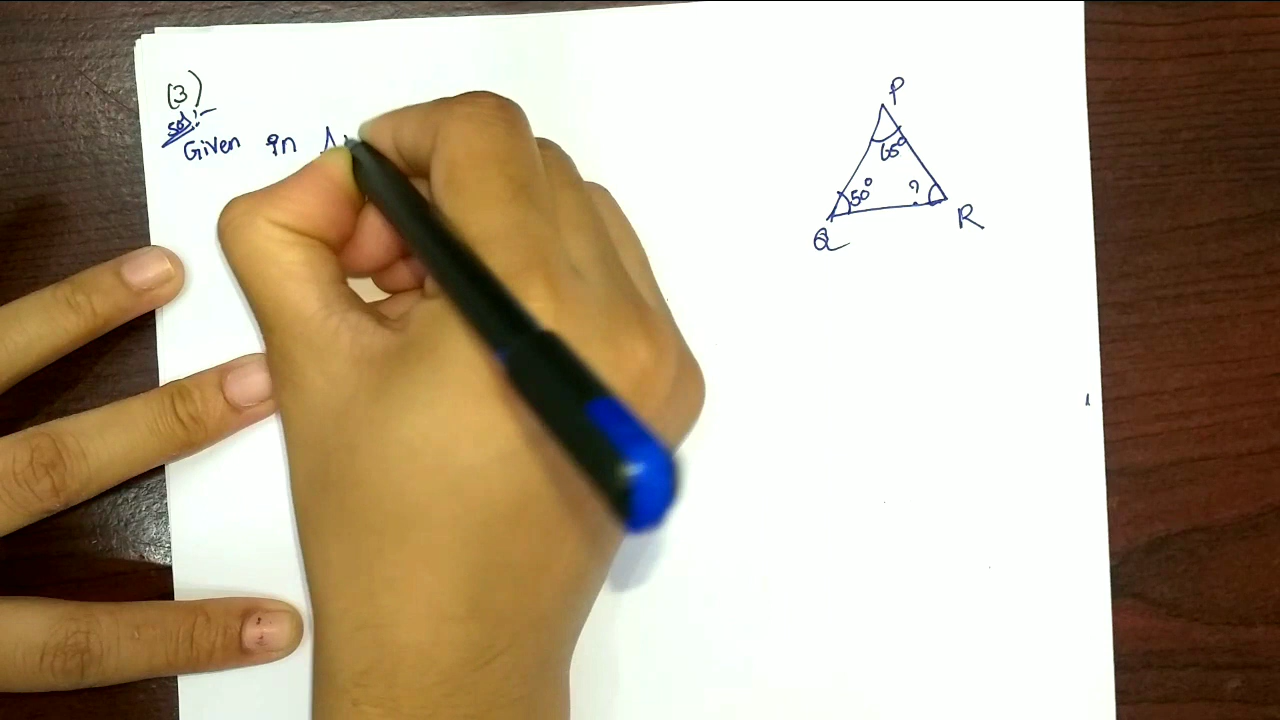 (3)
Sol:-
Given in Δ
P
65°
50° ?
Q R